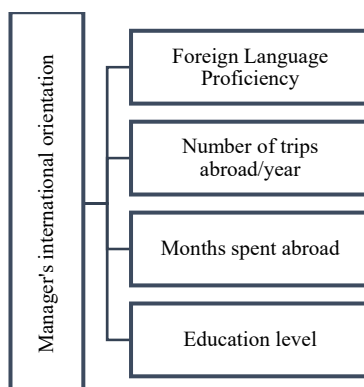 Manager's international orientation
Foreign Language
Proficiency
Number of trips
abroad/year
Months spent abroad
Education level